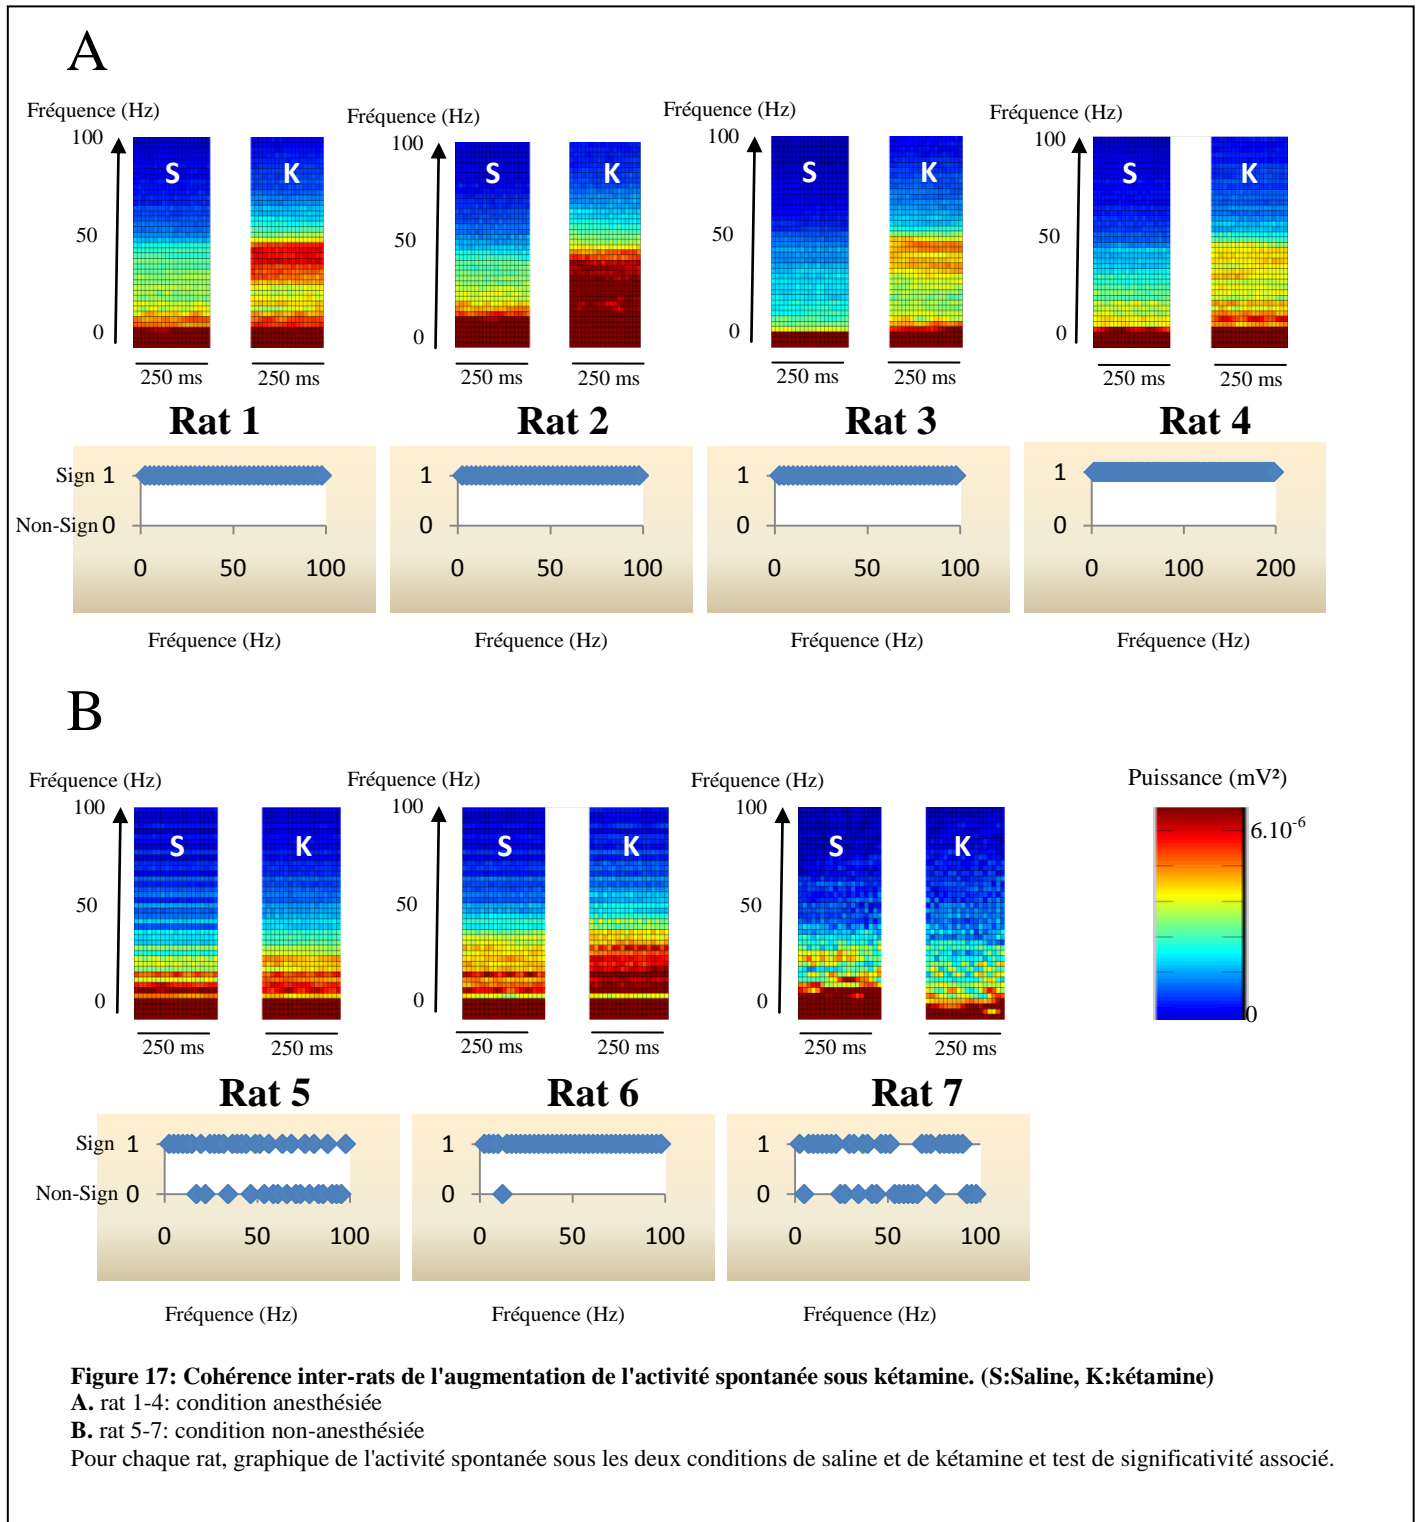 A
Fréquence (Hz) Fréquence (Hz) Fréquence (Hz) Fréquence (Hz)
100 100 100 100
S K S K S K S K
50 50 50 50
0 0 0 0
250 ms 250 ms 250 ms 250 ms 250 ms 250 ms 250 ms 250 ms
Rat 1 Rat 2 Rat 3 Rat 4
Sign 1 1 1 1
Non-Sign 0 0 0 0
0 50 100 0 50 100 0 50 100 0 100 200
Fréquence (Hz) Fréquence (Hz) Fréquence (Hz) Fréquence (Hz)
B
Fréquence (Hz) Fréquence (Hz) Fréquence (Hz) Puissance (mV²)
100 100 100 6.10⁻⁶
S K S K S K
50 50 50
0 0 0 0
250 ms 250 ms 250 ms 250 ms 250 ms 250 ms
Rat 5 Rat 6 Rat 7
Sign 1 1 1
Non-Sign 0 0 0
0 50 100 0 50 100 0 50 100
Fréquence (Hz) Fréquence (Hz) Fréquence (Hz)
Figure 17: Cohérence inter-rats de l'augmentation de l'activité spontanée sous kétamine. (S:Saline, K:kétamine)
A. rat 1-4: condition anesthésiée
B. rat 5-7: condition non-anesthésiée
Pour chaque rat, graphique de l'activité spontanée sous les deux conditions de saline et de kétamine et test de significativité associé.